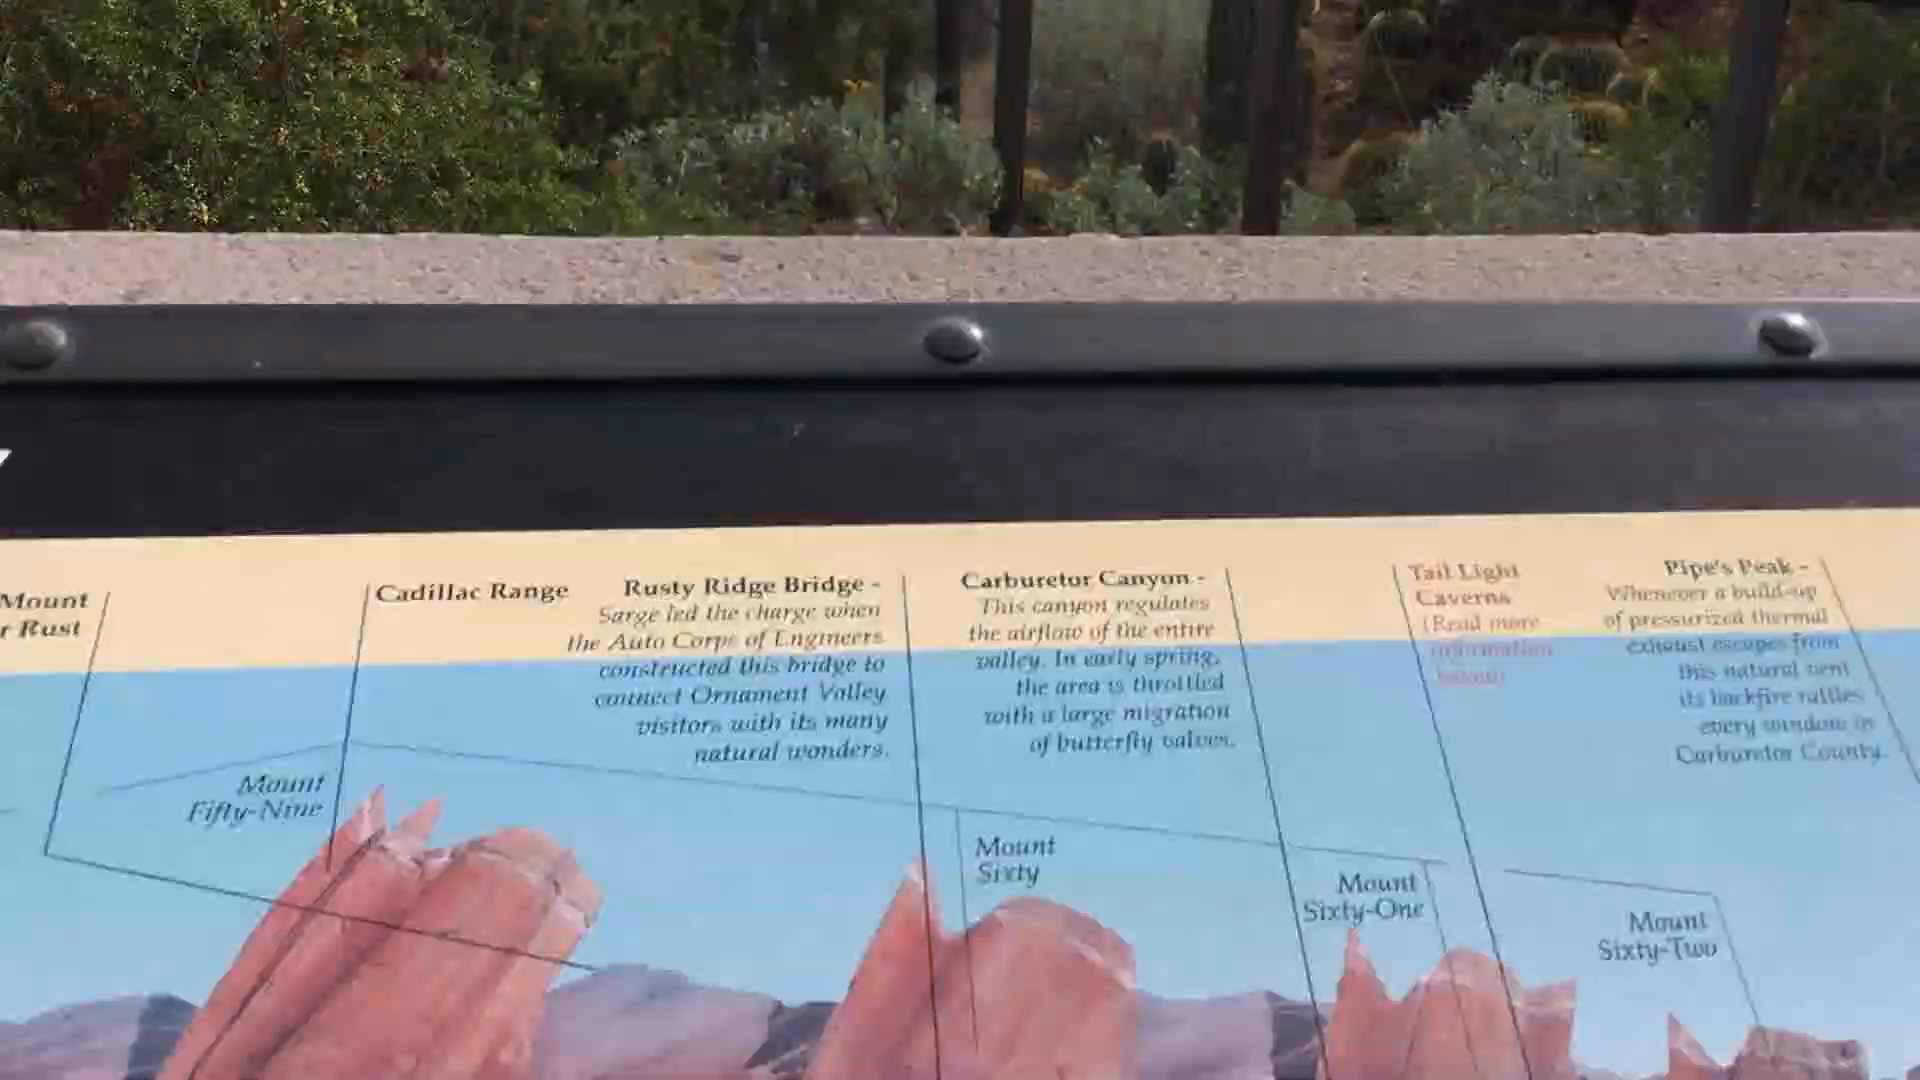 Mount
r Rust
Cadillac Range
Rusty Ridge Bridge -
Sarge led the charge when
the Auto Corps of Engineers
constructed this bridge to
connect Ornament Valley
visitors with its many
natural wonders.
Carburetor Canyon -
This canyon regulates
the airflow of the entire
valley. In early spring,
the area is throttled
with a large migration
of butterfly valves.
Tail Light
Caverns
(Read more
information
below)
Pipe's Peak -
Whenever a build-up
of pressurized thermal
exhaust escapes from
this natural vent
its backfire rattles
every window in
Carburetor County.
Mount
Fifty-Nine
Mount
Sixty
Mount
Sixty-One
Mount
Sixty-Two